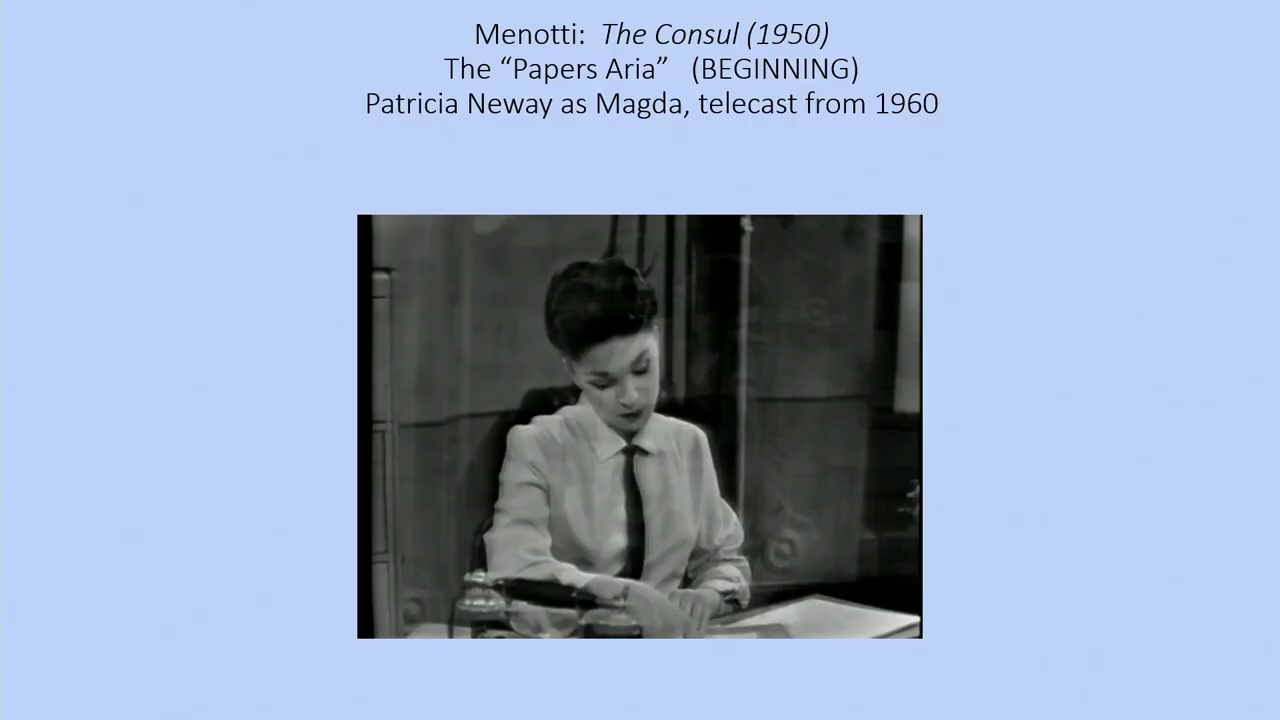 Menotti:  The Consul (1950)
The “Papers Aria”   (BEGINNING)
Patricia Neway as Magda, telecast from 1960